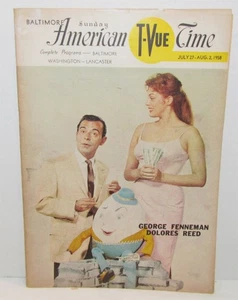 BALTIMORE Sunday
American T-Vue Time
Complete Programs — BALTIMORE
WASHINGTON — LANCASTER
JULY 27 - AUG. 2, 1958
GEORGE FENNEMAN
DOLORES REED